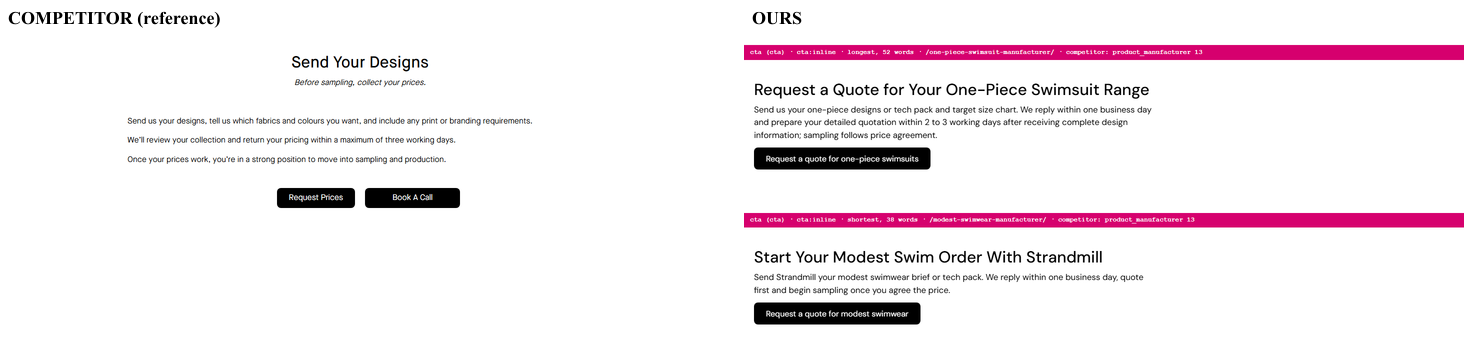 COMPETITOR (reference)
Send Your Designs
Before sampling, collect your prices.
Send us your designs, tell us which fabrics and colours you want, and include any print or branding requirements.
We'll review your collection and return your pricing within a maximum of three working days.
Once your prices work, you're in a strong position to move into sampling and production.
Request Prices
Book A Call
OURS
cta (cta) · cta:inline · longest, 52 words · /one-piece-swimsuit-manufacturer/ · competitor: product_manufacturer 13
Request a Quote for Your One-Piece Swimsuit Range
Send us your one-piece designs or tech pack and target size chart. We reply within one business day
and prepare your detailed quotation within 2 to 3 working days after receiving complete design
information; sampling follows price agreement.
Request a quote for one-piece swimsuits
cta (cta) · cta:inline · shortest, 38 words · /modest-swimwear-manufacturer/ · competitor: product_manufacturer 13
Start Your Modest Swim Order With Strandmill
Send Strandmill your modest swimwear brief or tech pack. We reply within one business day, quote
first and begin sampling once you agree the price.
Request a quote for modest swimwear